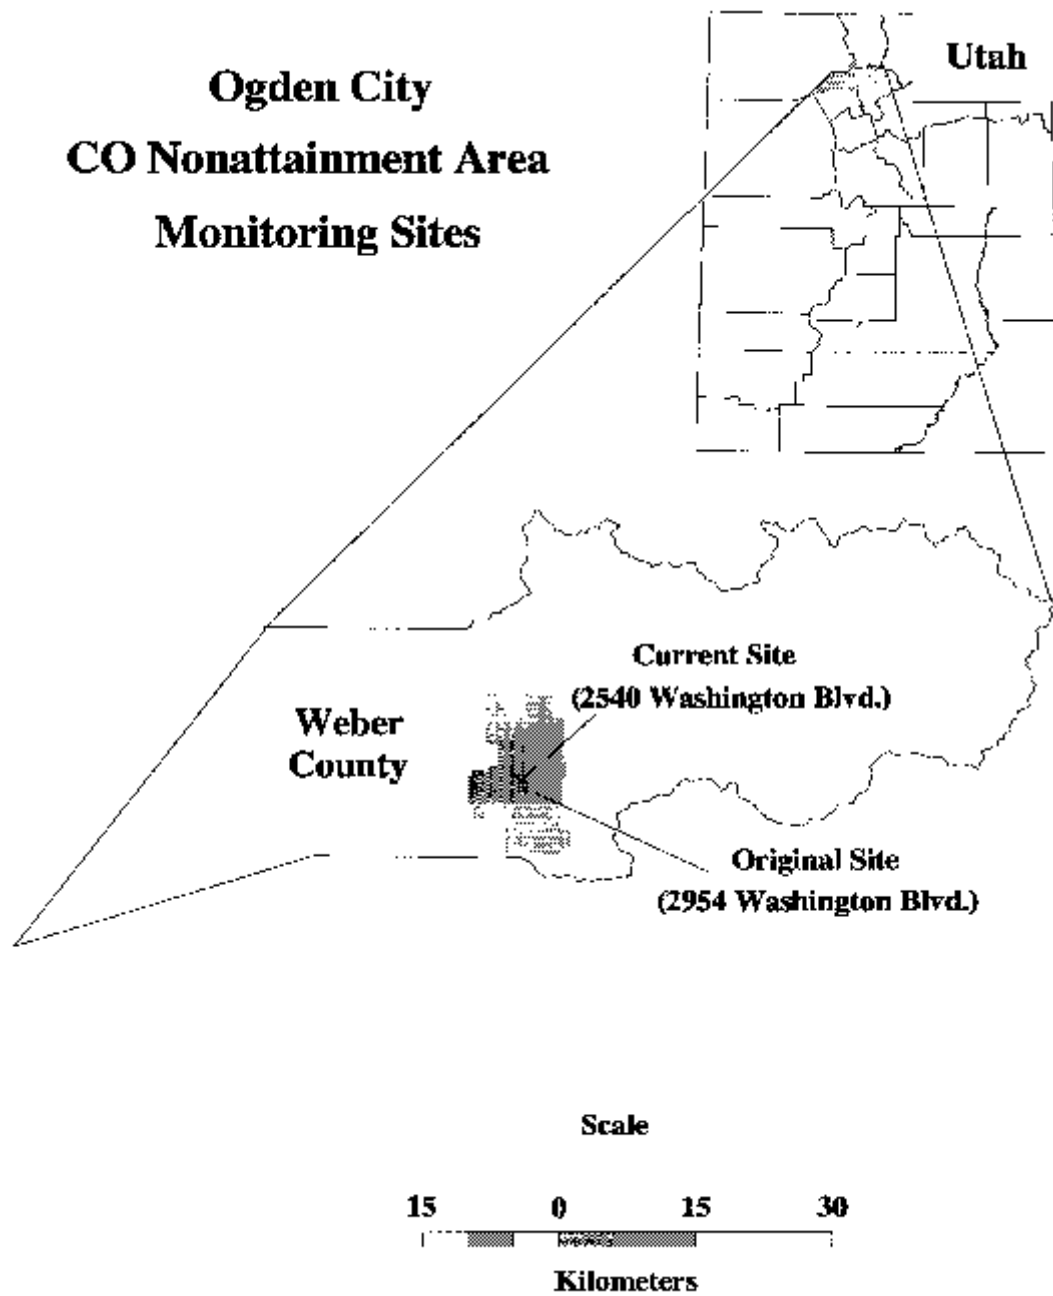 Ogden City
CO Nonattainment Area
Monitoring Sites
Utah
Current Site
(2540 Washington Blvd.)
Weber
County
Original Site
(2954 Washington Blvd.)
Scale
15 0 15 30
Kilometers